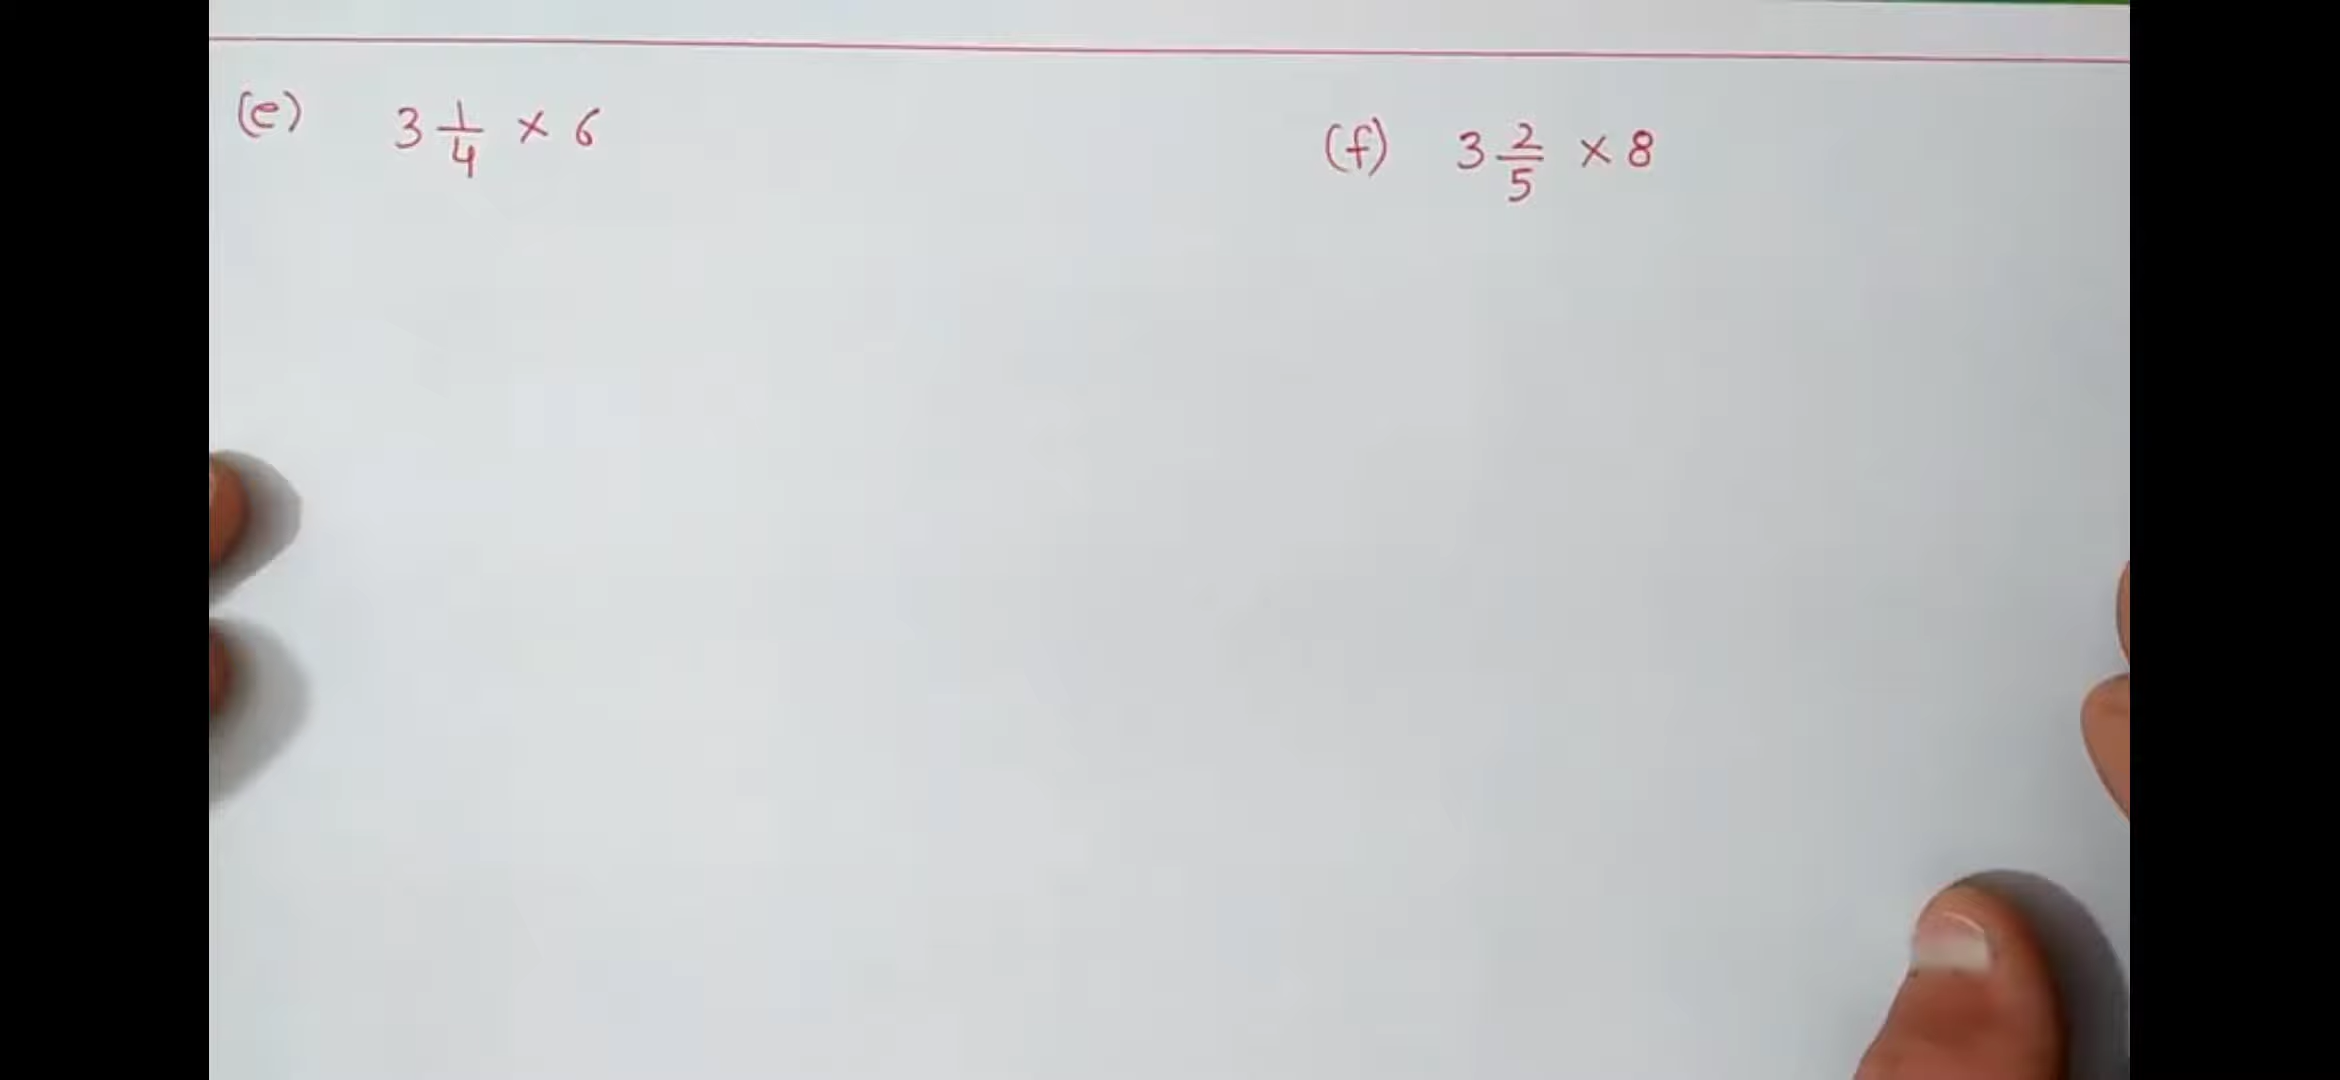 (e) 3 1/4 × 6
(f) 3 2/5 × 8